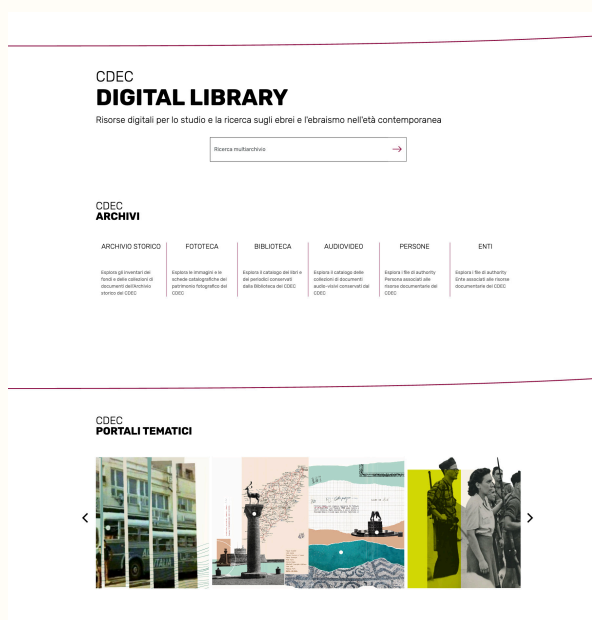 CDEC
DIGITAL LIBRARY
Risorse digitali per lo studio e la ricerca sugli ebrei e l'ebraismo nell'età contemporanea
Ricerca multiarchivio
CDEC
ARCHIVI
ARCHIVIO STORICO
Esplora gli inventari dei
fondi e delle collezioni di
documenti dell'Archivio
storico del CDEC
FOTOTECA
Esplora le immagini e le
schede catalografiche del
patrimonio fotografico del
CDEC
BIBLIOTECA
Esplora il catalogo dei libri e
dei periodici conservati
dalla Biblioteca del CDEC
AUDIOVIDEO
Esplora il catalogo delle
collezioni di documenti
audio-visivi conservati dal
CDEC
PERSONE
Esplora i file di authority
Persona associati alle
risorse documentarie del
CDEC
ENTI
Esplora i file di authority
Ente associati alle risorse
documentarie del CDEC
CDEC
PORTALI TEMATICI